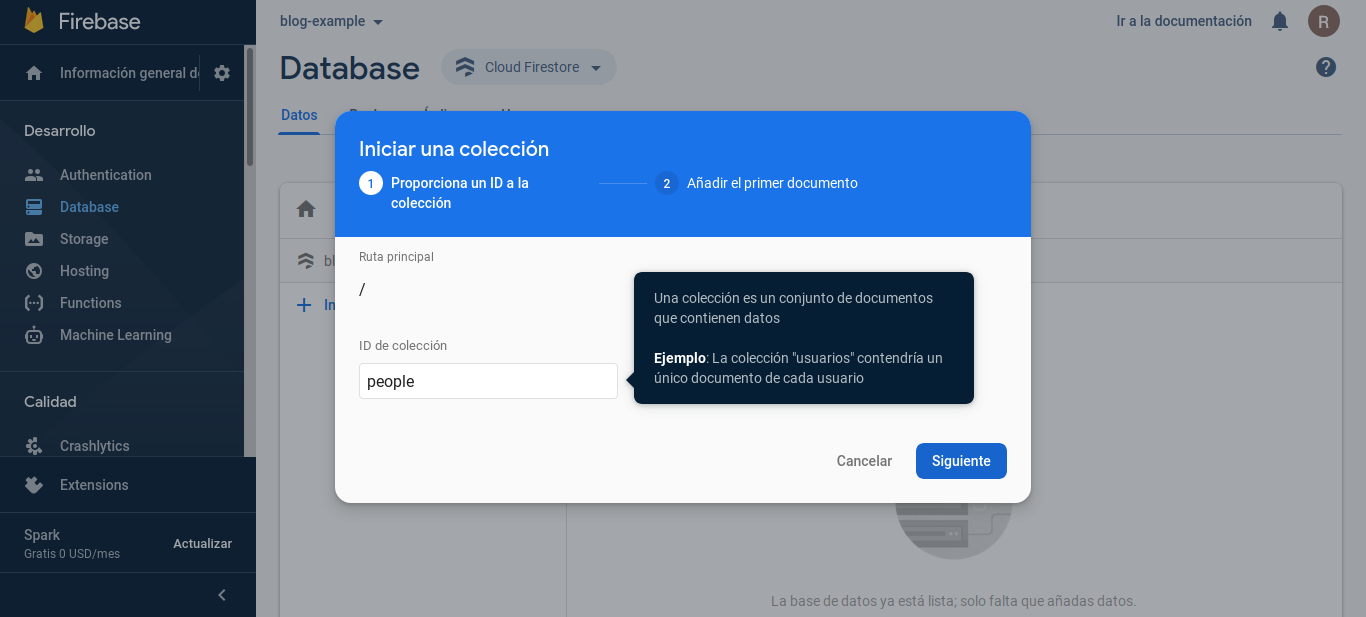 Firebase
blog-example
Ir a la documentación
R
Información general d
Database
Cloud Firestore
Datos
Desarrollo
Authentication
Database
Storage
Hosting
Functions
Machine Learning
Calidad
Crashlytics
Extensions
Spark
Gratis 0 USD/mes
Actualizar
Iniciar una colección
1 Proporciona un ID a la
colección
2 Añadir el primer documento
Ruta principal
/
ID de colección
people
Una colección es un conjunto de documentos
que contienen datos
Ejemplo: La colección "usuarios" contendría un
único documento de cada usuario
Cancelar
Siguiente
La base de datos ya está lista; solo falta que añadas datos.